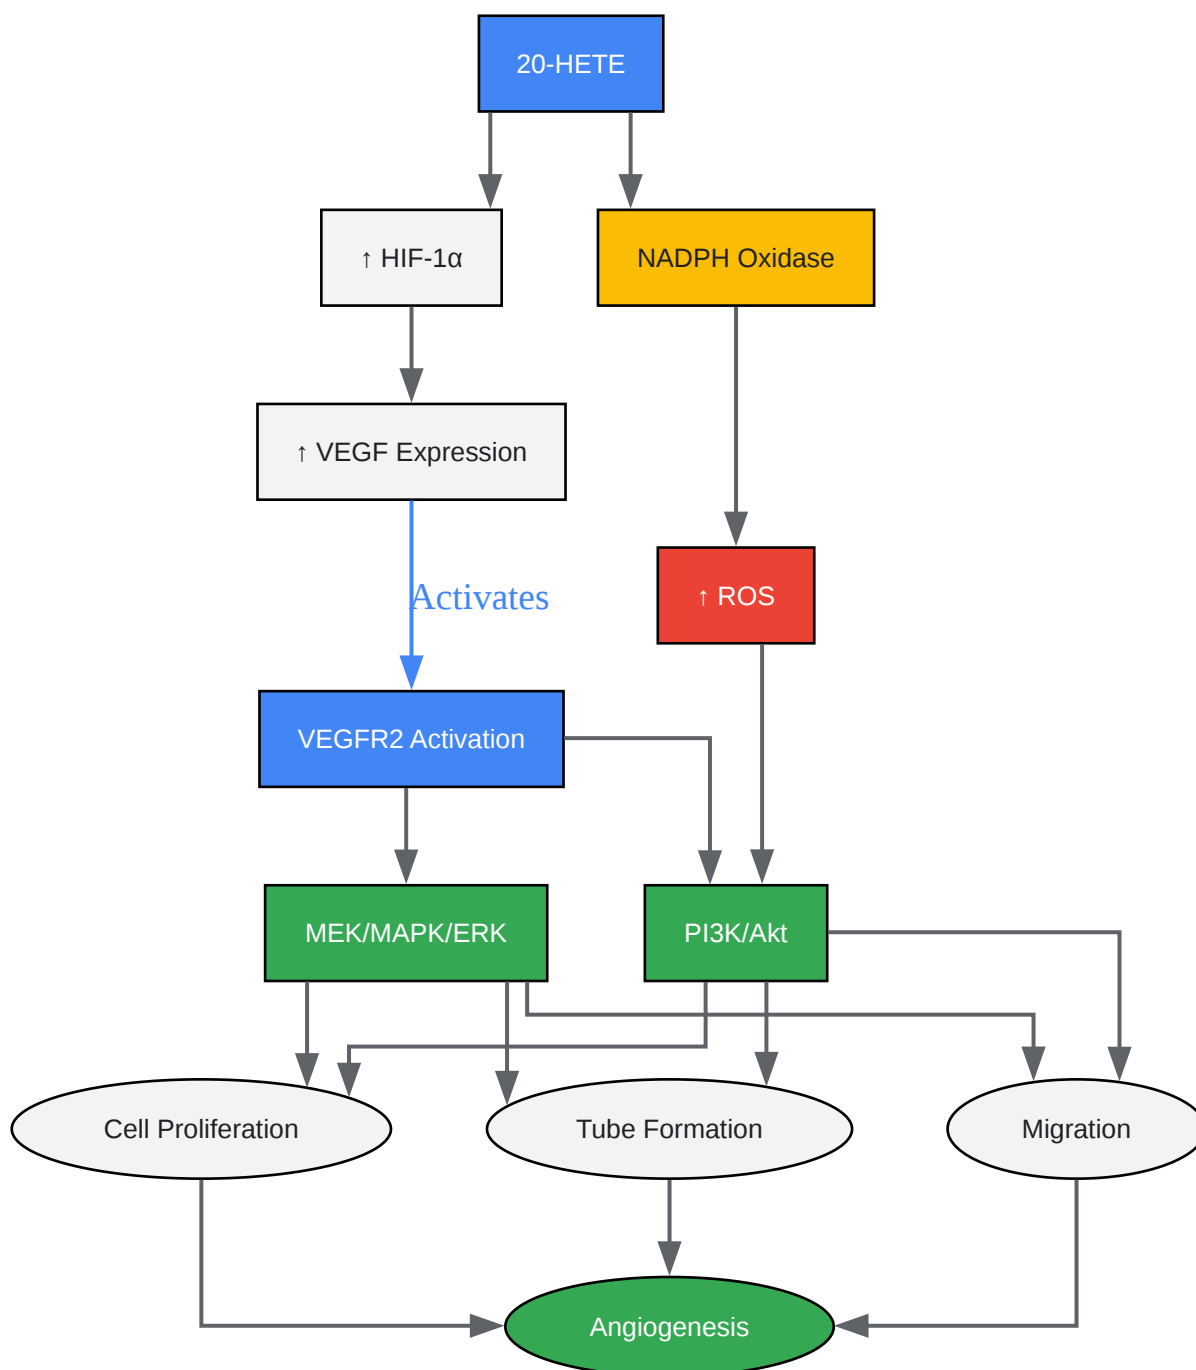 20-HETE
↑ HIF-1α
NADPH Oxidase
↑ VEGF Expression
Activates
↑ ROS
VEGFR2 Activation
MEK/MAPK/ERK
PI3K/Akt
Cell Proliferation
Tube Formation
Migration
Angiogenesis